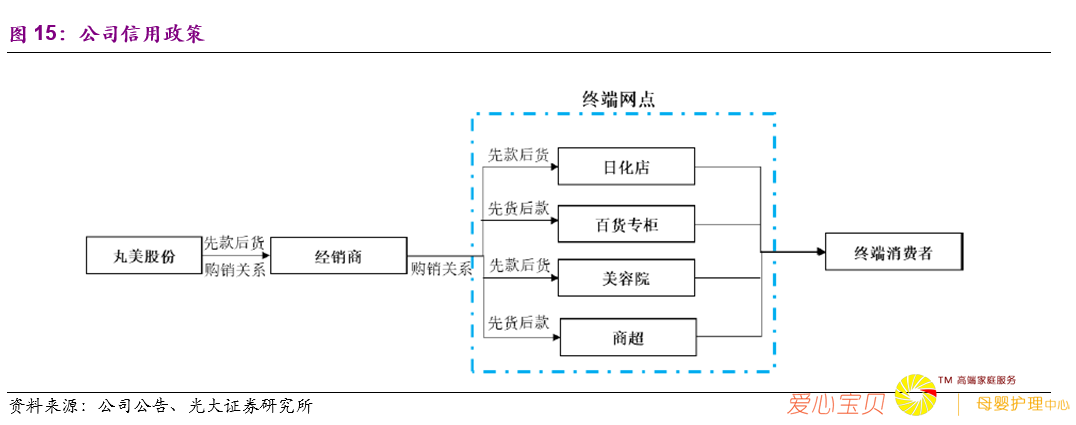 图 15：公司信用政策
终端网点
先款后货
日化店
先货后款
百货专柜
丸美股份
先款后货
购销关系
经销商
购销关系
先款后货
美容院
终端消费者
先货后款
商超
资料来源：公司公告、光大证券研究所
爱心宝贝
TM 高端家庭服务
母婴护理中心